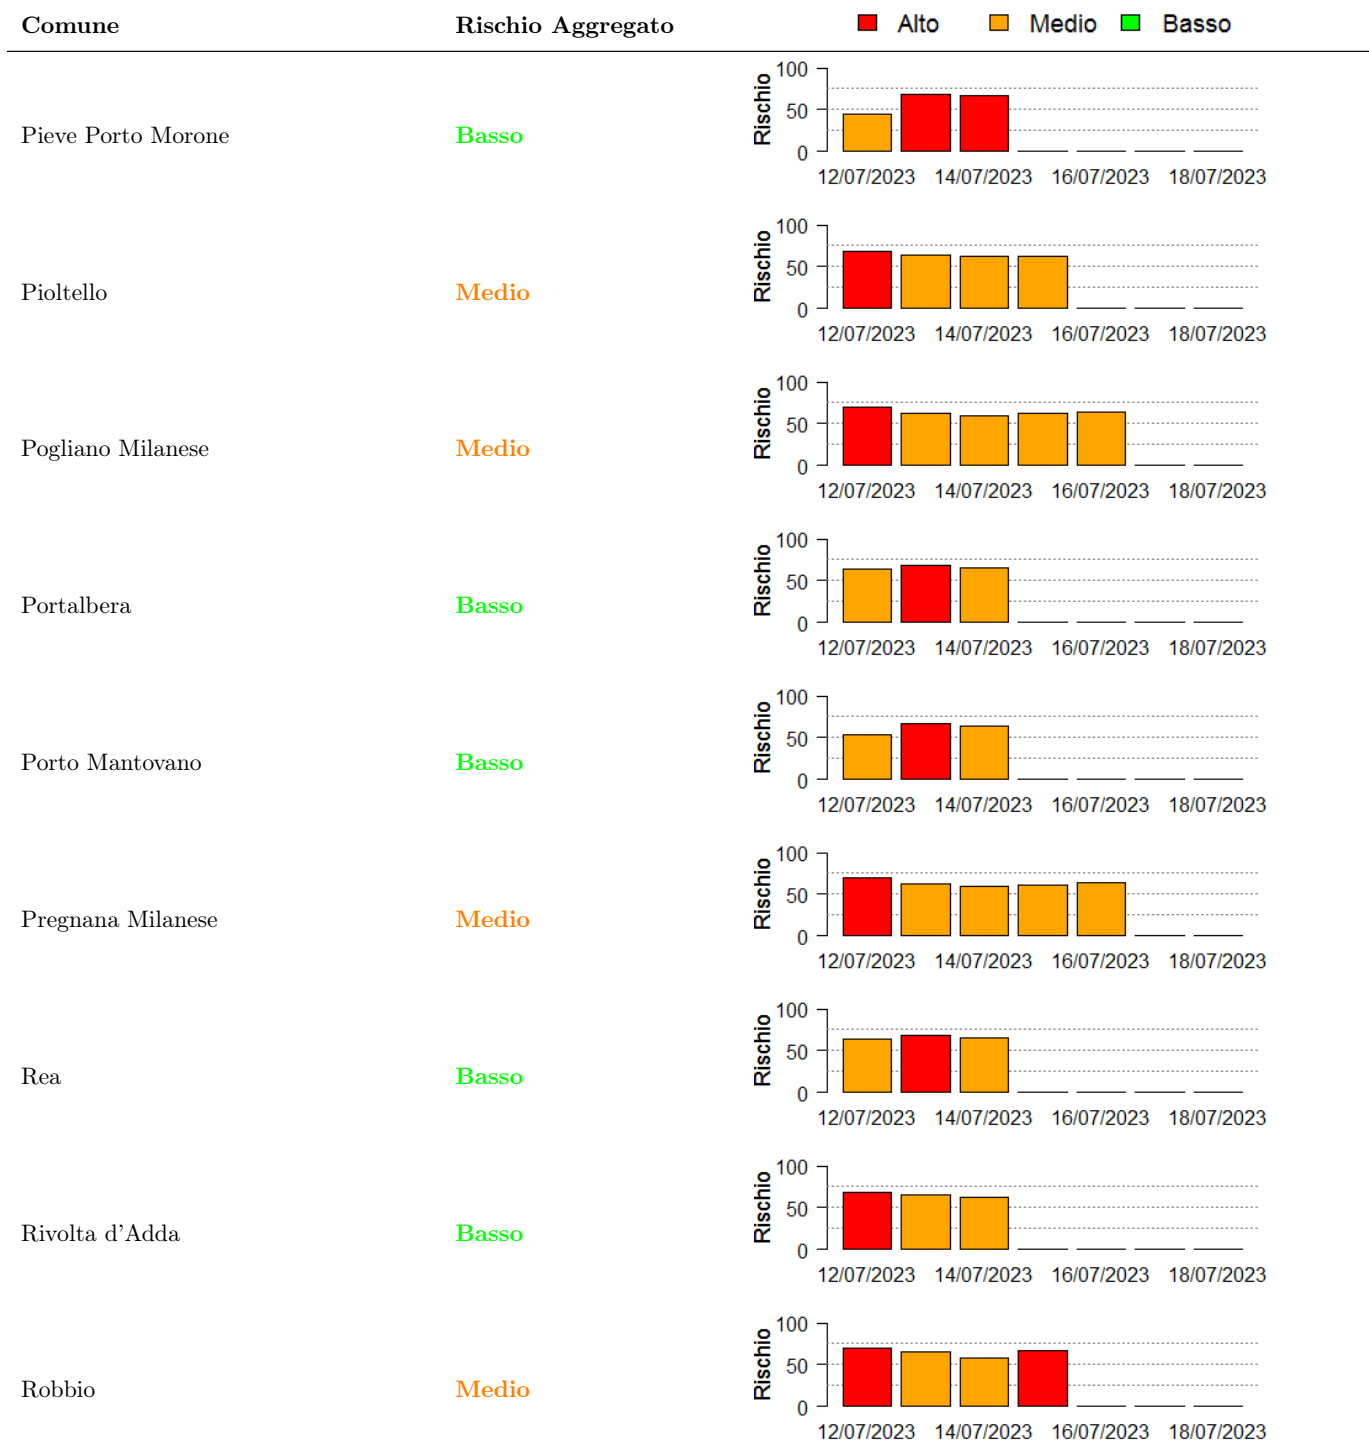 Comune Rischio Aggregato Alto Medio Basso
Pieve Porto Morone Basso
Rischio
100
50
0
12/07/2023 14/07/2023 16/07/2023 18/07/2023
Pioltello Medio
Rischio
100
50
0
12/07/2023 14/07/2023 16/07/2023 18/07/2023
Pogliano Milanese Medio
Rischio
100
50
0
12/07/2023 14/07/2023 16/07/2023 18/07/2023
Portalbera Basso
Rischio
100
50
0
12/07/2023 14/07/2023 16/07/2023 18/07/2023
Porto Mantovano Basso
Rischio
100
50
0
12/07/2023 14/07/2023 16/07/2023 18/07/2023
Pregnana Milanese Medio
Rischio
100
50
0
12/07/2023 14/07/2023 16/07/2023 18/07/2023
Rea Basso
Rischio
100
50
0
12/07/2023 14/07/2023 16/07/2023 18/07/2023
Rivolta d'Adda Basso
Rischio
100
50
0
12/07/2023 14/07/2023 16/07/2023 18/07/2023
Robbio Medio
Rischio
100
50
0
12/07/2023 14/07/2023 16/07/2023 18/07/2023